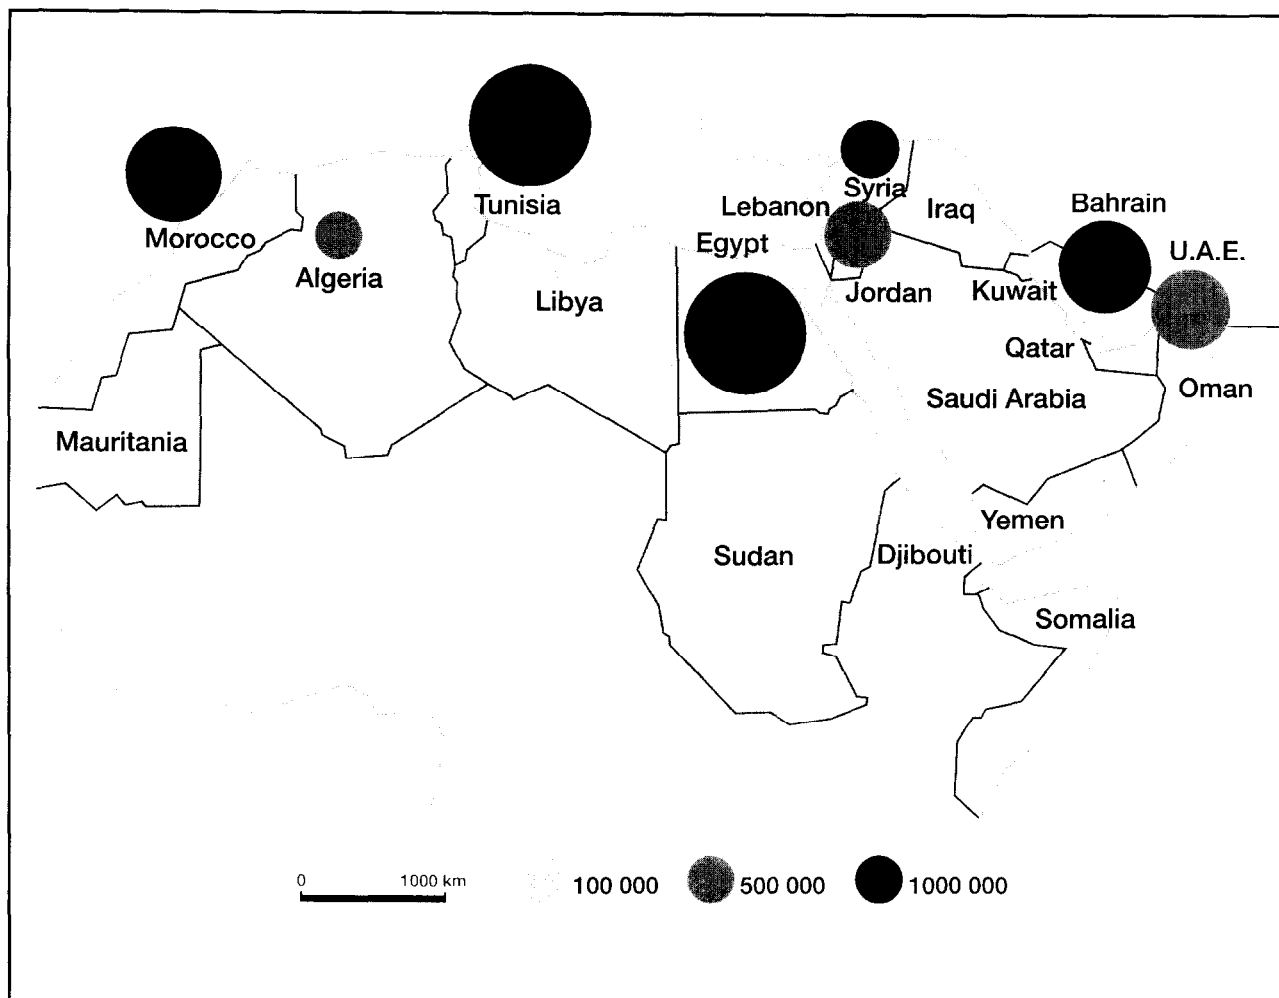 Morocco
Algeria
Tunisia
Libya
Lebanon
Egypt
Syria
Iraq
Jordan
Kuwait
Bahrain
U.A.E.
Qatar
Saudi Arabia
Oman
Mauritania
Sudan
Djibouti
Yemen
Somalia
0 1000 km
100 000 500 000 1000 000